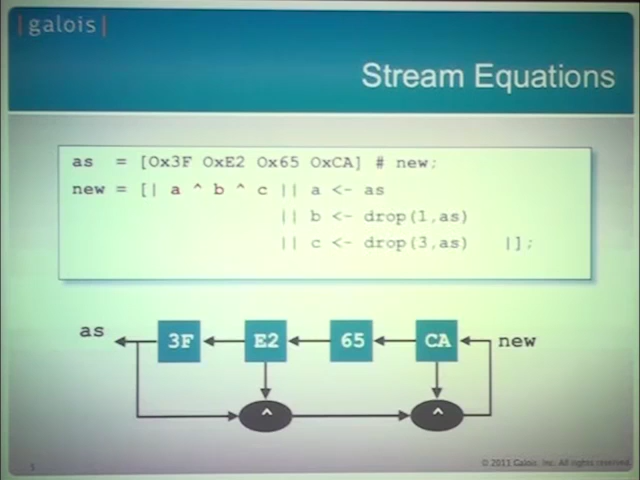 |galois|
Stream Equations
as = [0x3F 0xE2 0x65 0xCA] # new;
new = [| a ^ b ^ c || a <- as
|| b <- drop(1,as)
|| c <- drop(3,as) |];
as 3F E2 65 CA new
^ ^
© 2011 Galois, Inc. All rights reserved.